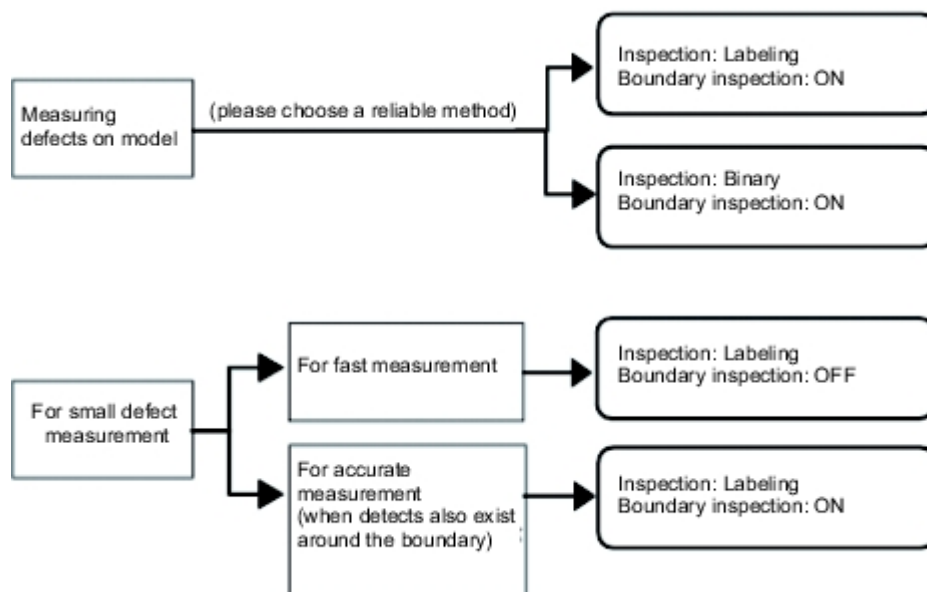 Measuring
defects on model
(please choose a reliable method)
Inspection: Labeling
Boundary inspection: ON
Inspection: Binary
Boundary inspection: ON
For small defect
measurement
For fast measurement
Inspection: Labeling
Boundary inspection: OFF
For accurate
measurement
(when detects also exist
around the boundary)
Inspection: Labeling
Boundary inspection: ON